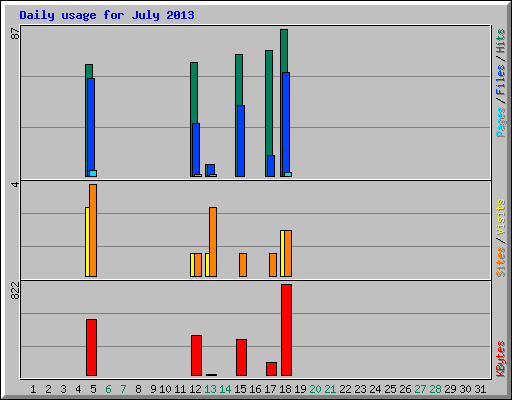 Daily usage for July 2013
87
Pages / Files / Hits
4
Sites / Visits
822
KBytes
1 2 3 4 5 6 7 8 9 10 11 12 13 14 15 16 17 18 19 20 21 22 23 24 25 26 27 28 29 30 31